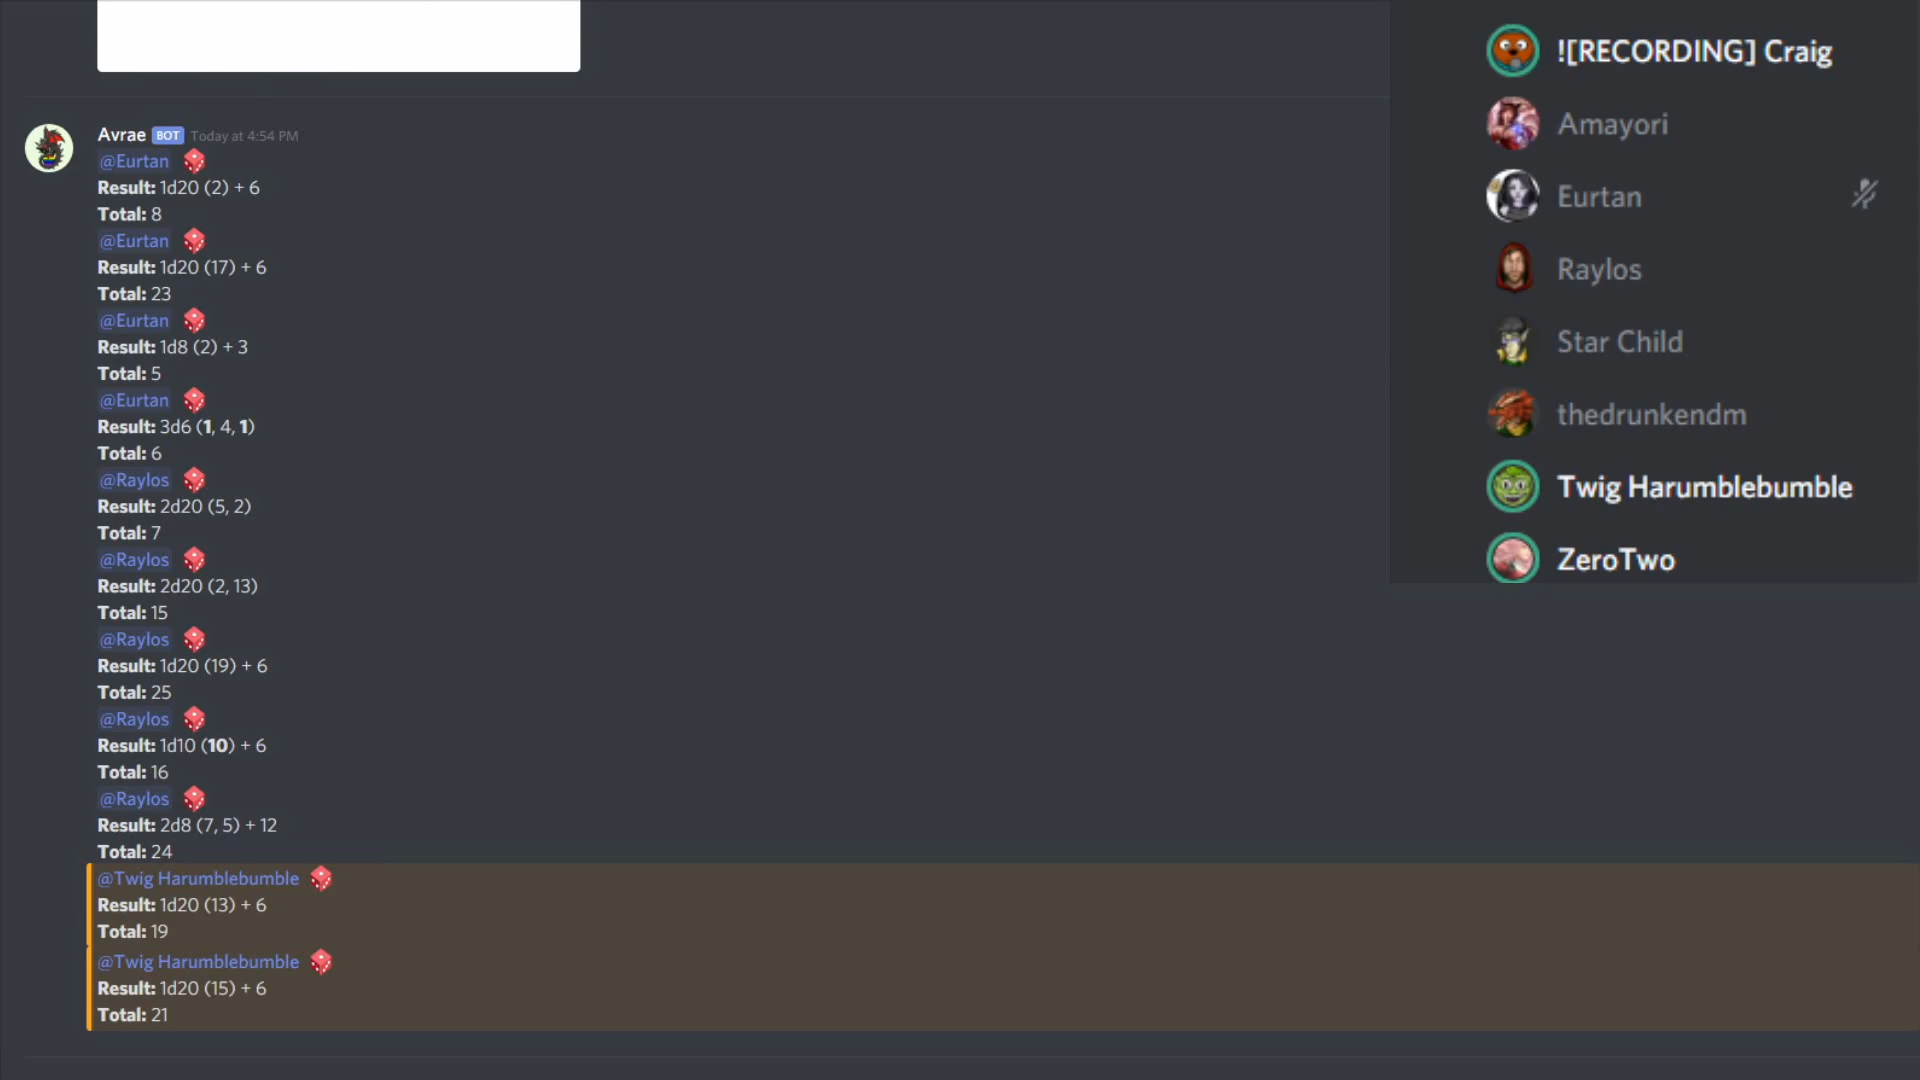 Avrae BOT Today at 4:54 PM
@Eurtan
Result: 1d20 (2) + 6
Total: 8
@Eurtan
Result: 1d20 (17) + 6
Total: 23
@Eurtan
Result: 1d8 (2) + 3
Total: 5
@Eurtan
Result: 3d6 (1, 4, 1)
Total: 6
@Raylos
Result: 2d20 (5, 2)
Total: 7
@Raylos
Result: 2d20 (2, 13)
Total: 15
@Raylos
Result: 1d20 (19) + 6
Total: 25
@Raylos
Result: 1d10 (10) + 6
Total: 16
@Raylos
Result: 2d8 (7, 5) + 12
Total: 24
@Twig Harumblebumble
Result: 1d20 (13) + 6
Total: 19
@Twig Harumblebumble
Result: 1d20 (15) + 6
Total: 21
![RECORDING] Craig
Amayori
Eurtan
Raylos
Star Child
thedrunkendm
Twig Harumblebumble
ZeroTwo